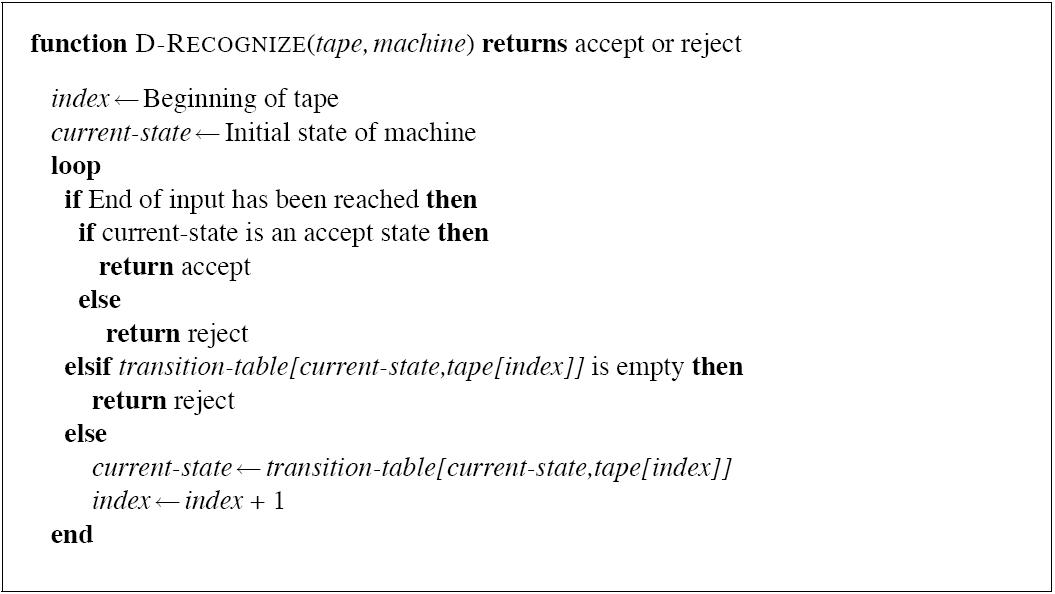 function D-RECOGNIZE(tape, machine) returns accept or reject
index ← Beginning of tape
current-state ← Initial state of machine
loop
if End of input has been reached then
if current-state is an accept state then
return accept
else
return reject
elsif transition-table[current-state,tape[index]] is empty then
return reject
else
current-state ← transition-table[current-state,tape[index]]
index ← index + 1
end